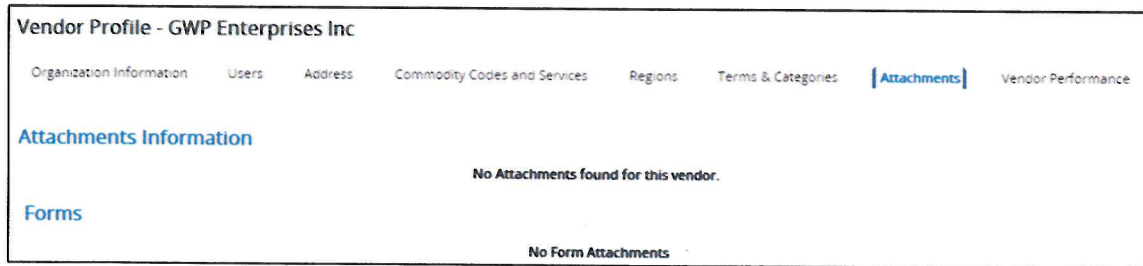 Vendor Profile - GWP Enterprises Inc
Organization Information Users Address Commodity Codes and Services Regions Terms & Categories Attachments Vendor Performance
Attachments Information
No Attachments found for this vendor.
Forms
No Form Attachments